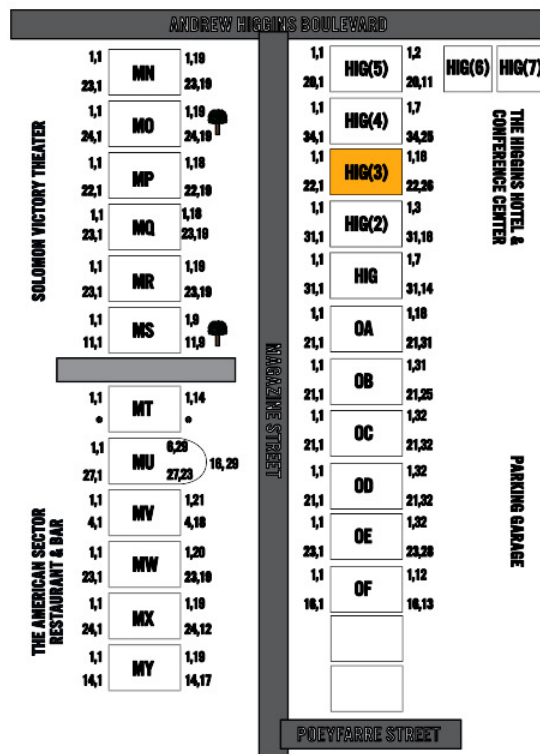 ANDREW HIGGINS BOULEVARD
SOLOMON VICTORY THEATER
1,1 MN 1,19
23,1 23,19
1,1 MO 1,19
24,1 24,19
1,1 MP 1,18
22,1 22,19
1,1 MQ 1,18
23,1 23,19
1,1 MR 1,19
23,1 23,19
1,1 MS 1,9
11,1 11,9
THE AMERICAN SECTOR
RESTAURANT & BAR
1,1 MT 1,14
* *
1,1 MU 6,29
27,1 27,23 16,29
1,1 MV 1,21
4,1 4,18
1,1 MW 1,20
23,1 23,19
1,1 MX 1,19
24,1 24,12
1,1 MY 1,19
14,1 14,17
MAGAZINE STREET
1,1 HIG(5) 1,2
20,1 20,11
HIG(6) HIG(7)
1,1 HIG(4) 1,7
34,1 34,25
1,1 HIG(3) 1,18
22,1 22,26
1,1 HIG(2) 1,3
31,1 31,16
1,1 HIG 1,7
31,1 31,14
1,1 OA 1,18
21,1 21,31
1,1 OB 1,31
21,1 21,25
1,1 OC 1,32
21,1 21,32
1,1 OD 1,32
21,1 21,32
1,1 OE 1,32
23,1 23,28
1,1 OF 1,12
16,1 16,13
THE HIGGINS HOTEL &
CONFERENCE CENTER
PARKING GARAGE
POEYFARRE STREET